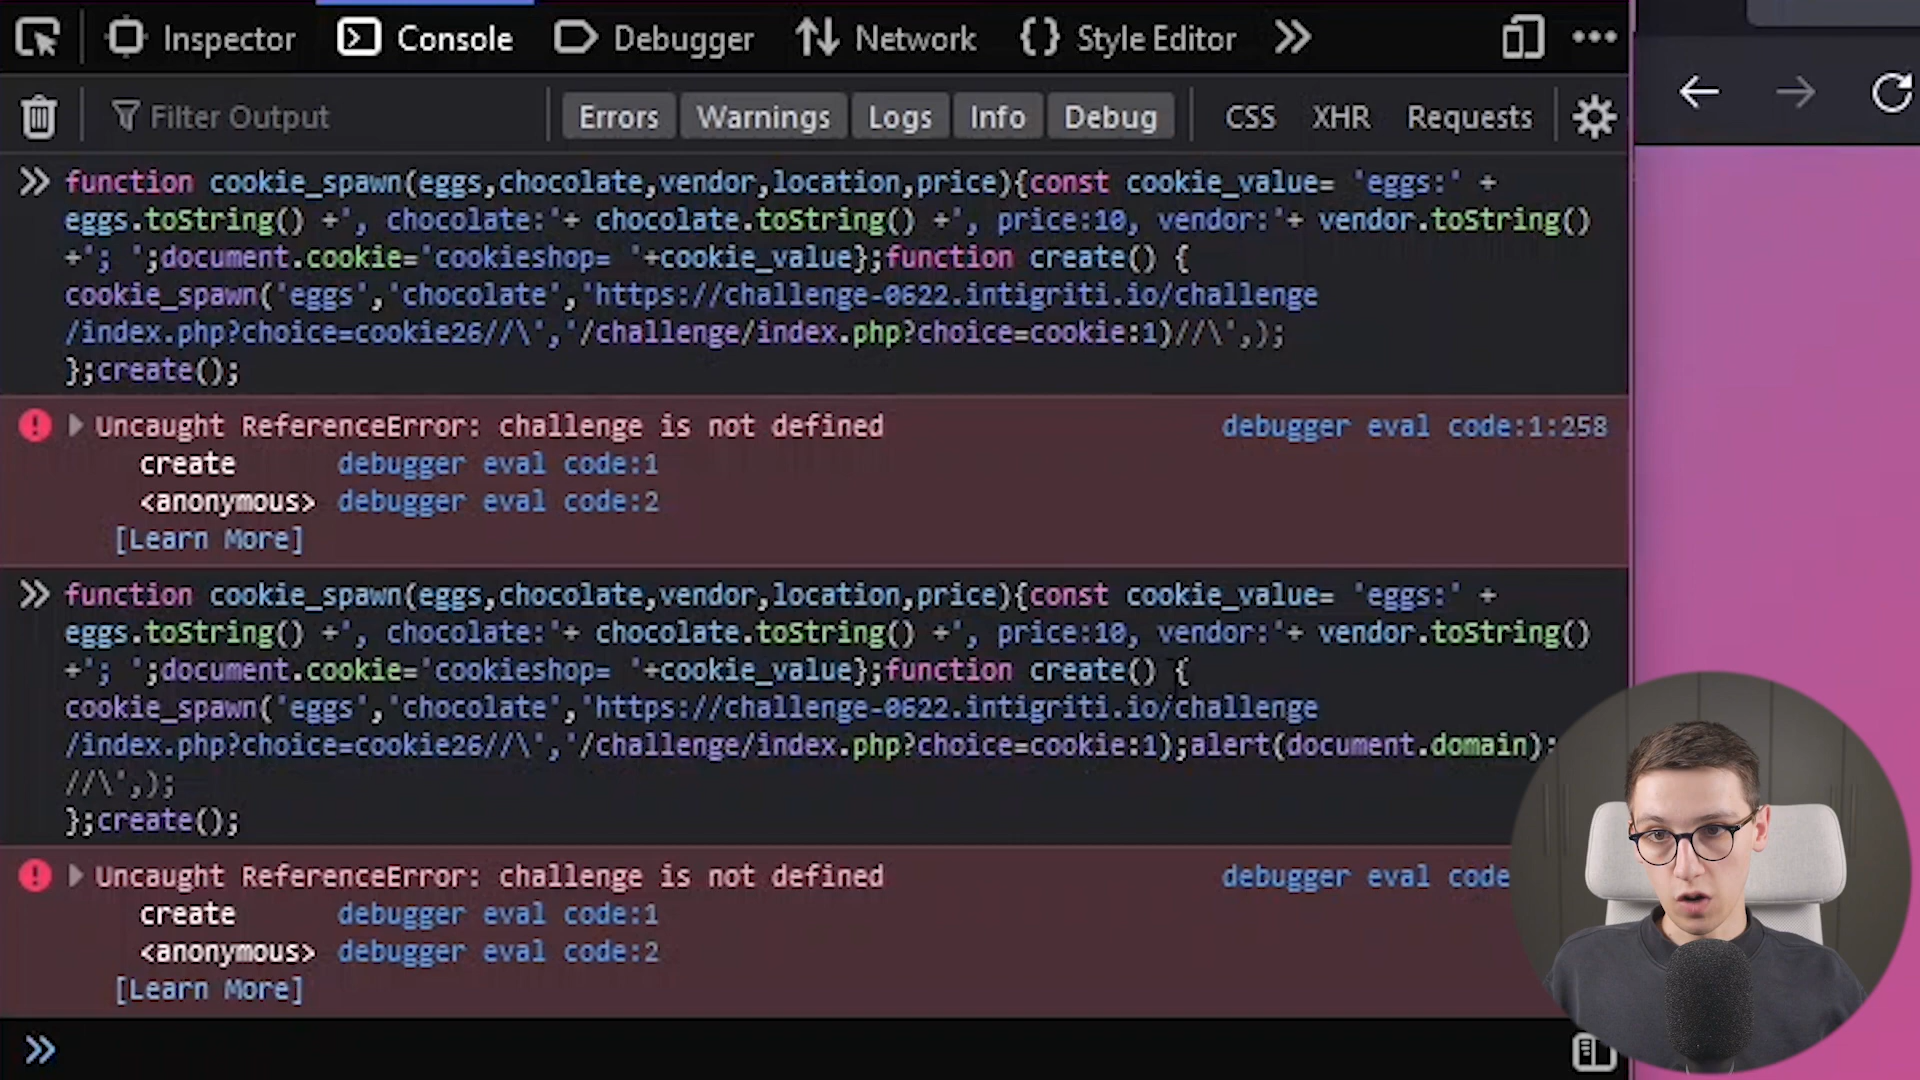 Inspector Console Debugger Network Style Editor
Filter Output Errors Warnings Logs Info Debug CSS XHR Requests
function cookie_spawn(eggs,chocolate,vendor,location,price){const cookie_value= 'eggs:' +
eggs.toString() +', chocolate:'+ chocolate.toString() +', price:10, vendor:'+ vendor.toString()
+'; ';document.cookie='cookieshop= '+cookie_value};function create() {
cookie_spawn('eggs','chocolate','https://challenge-0622.intigriti.io/challenge
/index.php?choice=cookie26//\','/challenge/index.php?choice=cookie:1)//\',);
};create();
Uncaught ReferenceError: challenge is not defined debugger eval code:1:258
create debugger eval code:1
<anonymous> debugger eval code:2
[Learn More]
function cookie_spawn(eggs,chocolate,vendor,location,price){const cookie_value= 'eggs:' +
eggs.toString() +', chocolate:'+ chocolate.toString() +', price:10, vendor:'+ vendor.toString()
+'; ';document.cookie='cookieshop= '+cookie_value};function create() {
cookie_spawn('eggs','chocolate','https://challenge-0622.intigriti.io/challenge
/index.php?choice=cookie26//\','/challenge/index.php?choice=cookie:1);alert(document.domain);
//\',);
};create();
Uncaught ReferenceError: challenge is not defined debugger eval code
create debugger eval code:1
<anonymous> debugger eval code:2
[Learn More]